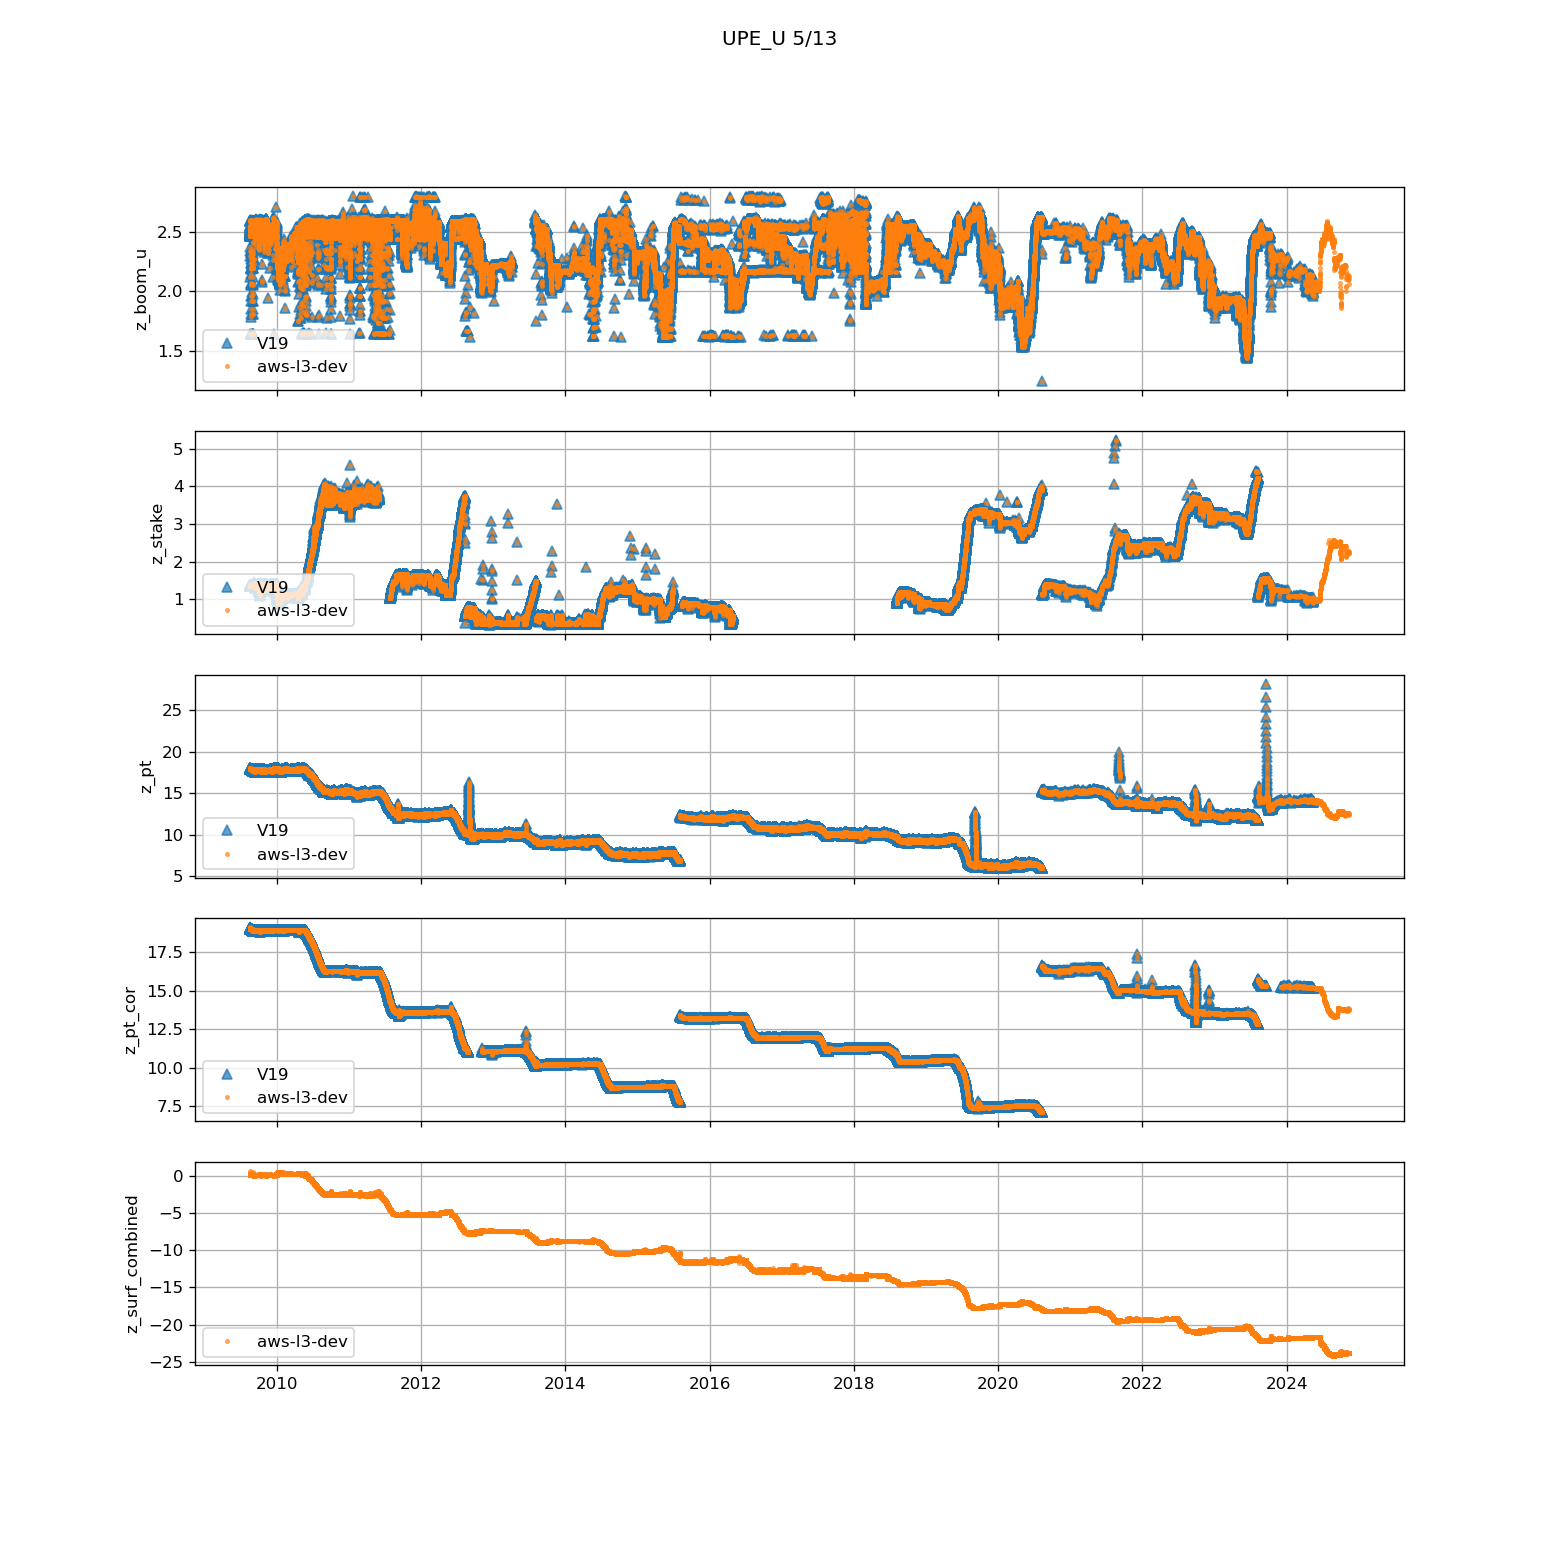 UPE_U 5/13
z_boom_u
2.5
2.0
1.5
V19
aws-l3-dev
z_stake
5
4
3
2
1
V19
aws-l3-dev
z_pt
25
20
15
10
5
V19
aws-l3-dev
z_pt_cor
17.5
15.0
12.5
10.0
7.5
V19
aws-l3-dev
z_surf_combined
0
−5
−10
−15
−20
−25
aws-l3-dev
2010 2012 2014 2016 2018 2020 2022 2024